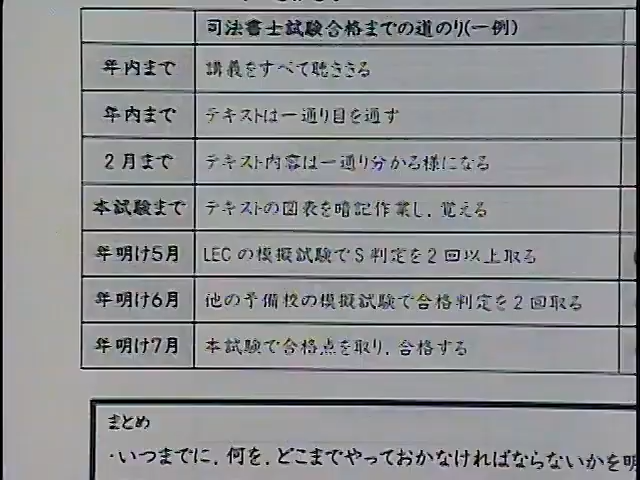 司法書士試験合格までの道のり(一例)
年内まで 講義をすべて聴ききる
年内まで テキストは一通り目を通す
2月まで テキスト内容は一通り分かる様になる
本試験まで テキストの図表を暗記作業し、覚える
年明け5月 LECの模擬試験でS判定を2回以上取る
年明け6月 他の予備校の模擬試験で合格判定を2回取る
年明け7月 本試験で合格点を取り、合格する
まとめ
・いつまでに、何を、どこまでやっておかなければならないかを明